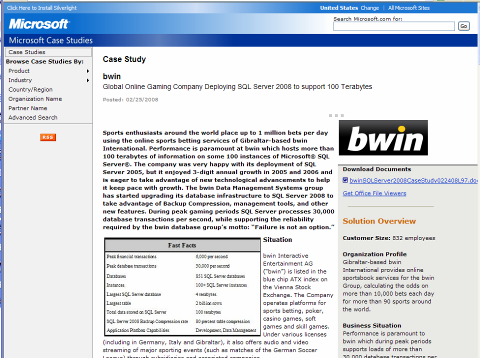 Click Here to Install Silverlight
United States Change | All Microsoft Sites
Microsoft
Search Microsoft.com for:
Go
Microsoft Case Studies
Case Studies
Browse Case Studies By:
Product
Industry
Country/Region
Organization Name
Partner Name
Advanced Search
RSS
Case Study
bwin
Global Online Gaming Company Deploying SQL Server 2008 to support 100 Terabytes
Posted: 02/25/2008
Sports enthusiasts around the world place up to 1 million bets per day
using the online sports betting services of Gibraltar-based bwin
International. Performance is paramount at bwin which hosts more than
100 terabytes of information on some 100 instances of Microsoft® SQL
Server®. The company was very happy with its deployment of SQL
Server 2005, but it enjoyed 3-digit annual growth in 2005 and 2006 and
is eager to take advantage of new technological advancements to help
it keep pace with growth. The bwin Data Management Systems group
has started upgrading its database infrastructure to SQL Server 2008 to
take advantage of Backup Compression, management tools, and other
new features. During peak gaming periods SQL Server processes 30,000
database transactions per second, while supporting the reliability
required by the bwin database group's motto: "Failure is not an option."
Fast Facts
Peak financial transactions
Peak database transactions 30,000 per second
Databases
Instances 100+ SQL Server instances
Largest SQL Server database
Largest table
Total data stored on SQL Server 100 terabytes
SQL Server 2008 Backup Compression rate
Application Platform Capabilities Development, Data Management
Situation
bwin Interactive
Entertainment AG
("bwin") is listed in the
blue chip ATX index on
the Vienna Stock
Exchange. The Company
operates platforms for
sports betting, poker,
casino games, soft
games and skill games.
Under various licenses
(including in Germany, Italy and Gibraltar), it also offers audio and video
streaming of major sporting events (such as matches of the German Soccer
bwin
Download Documents
bwinSQLServer2008CaseStudy022408L97.do
Get Office File Viewers
Solution Overview
Customer Size: 832 employees
Organization Profile
Gibraltar-based bwin
International provides online
sportsbook services for the bwin
Group, calculating the odds on
more than 10,000 bets each day
for more than 90 sports around
the world.
Business Situation
Performance is paramount to
bwin which during peak periods
supports loads of more than
30,000 database transactions per